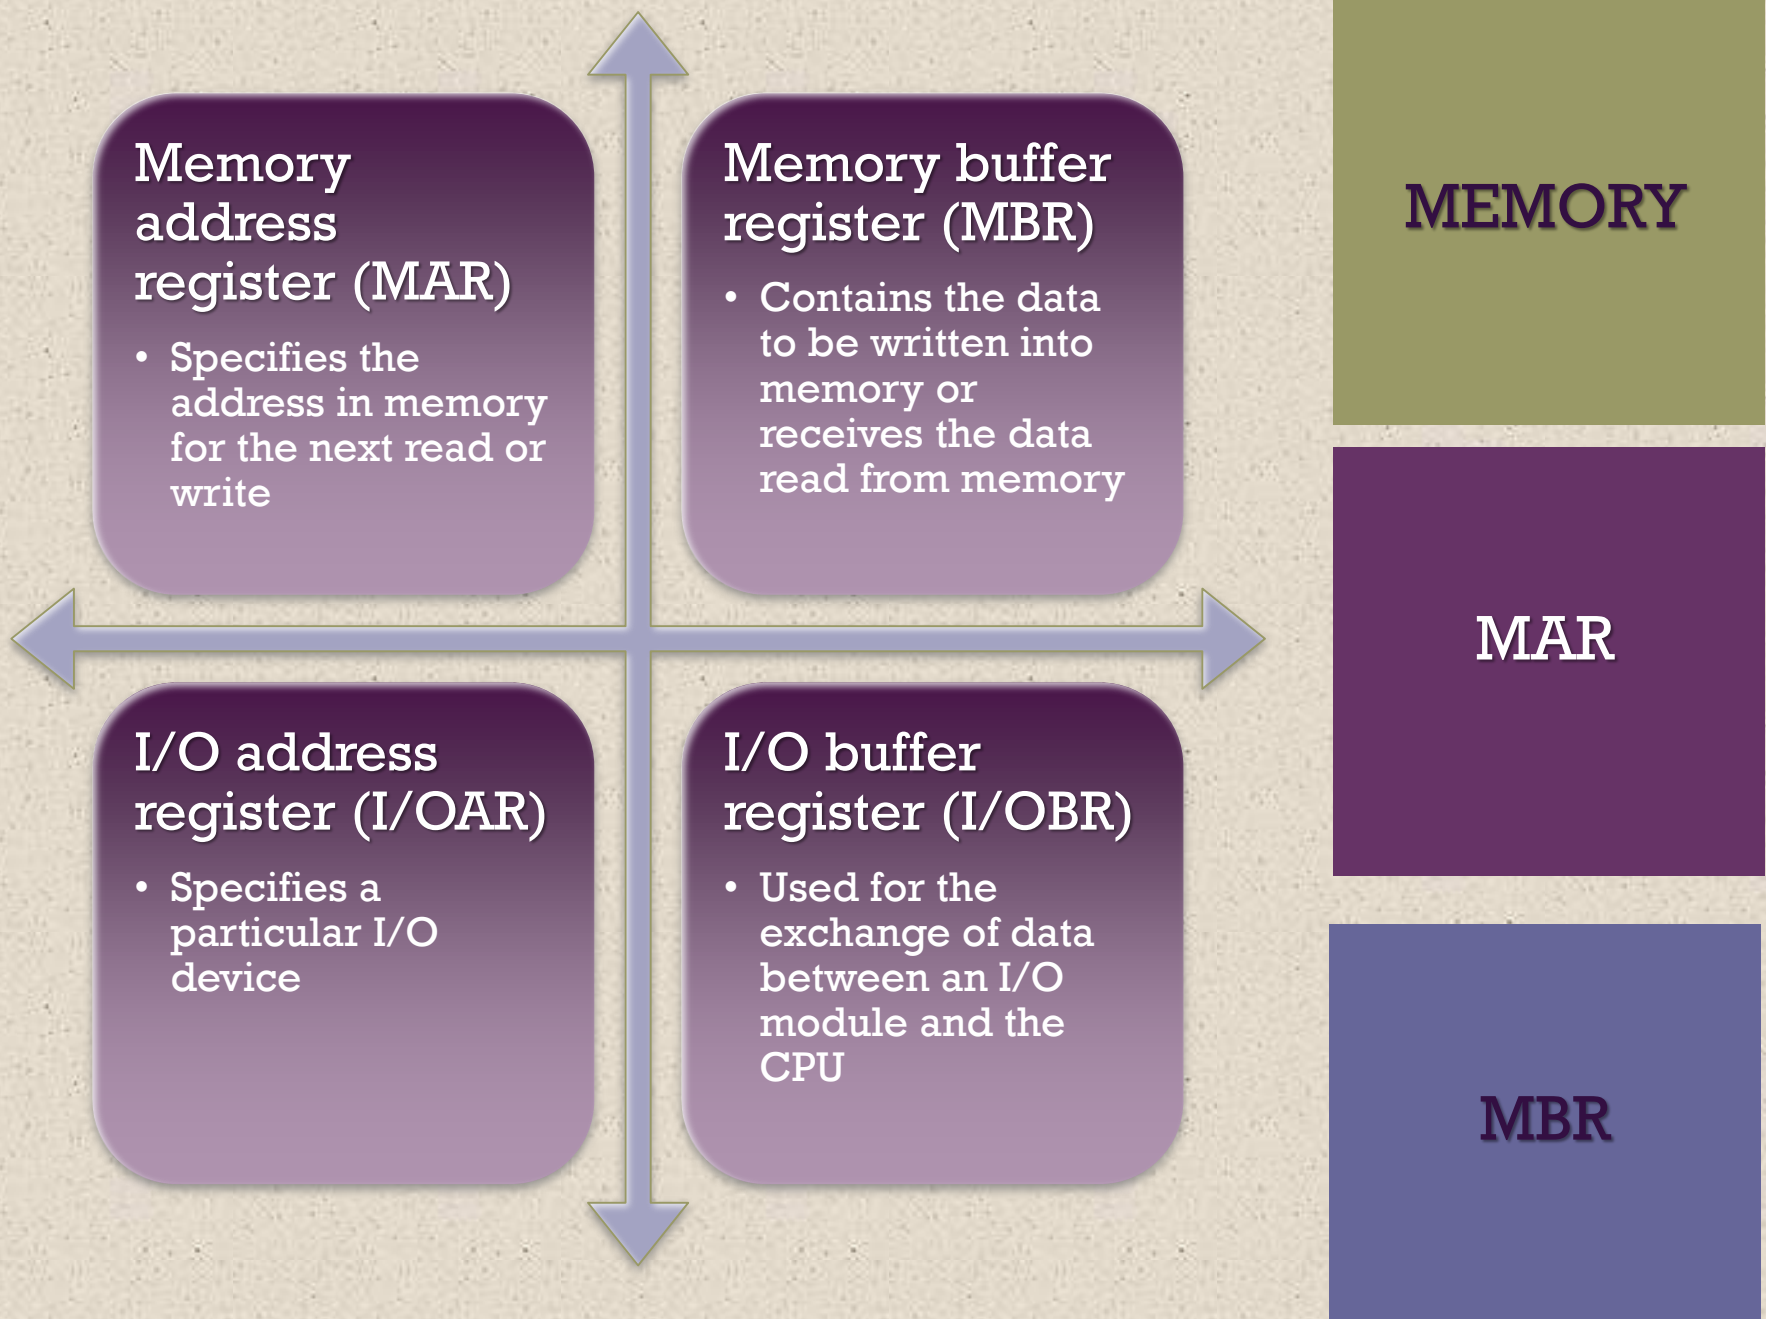 Memory
address
register (MAR)
• Specifies the
address in memory
for the next read or
write
Memory buffer
register (MBR)
• Contains the data
to be written into
memory or
receives the data
read from memory
I/O address
register (I/OAR)
• Specifies a
particular I/O
device
I/O buffer
register (I/OBR)
• Used for the
exchange of data
between an I/O
module and the
CPU
MEMORY
MAR
MBR